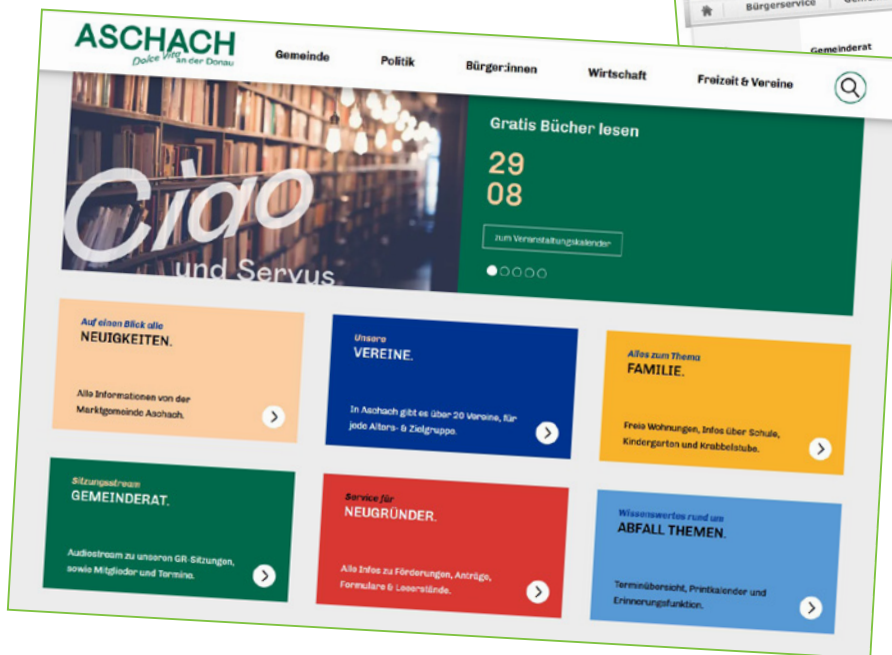 Bürgerservice
Gemeinderat
ASCHACH
Dolce Vita an der Donau
Gemeinde
Politik
Bürger:innen
Wirtschaft
Freizeit & Vereine
Ciao
und Servus
Gratis Bücher lesen
29
08
zum Veranstaltungskalender
Auf einen Blick alle
NEUIGKEITEN.
Alle Informationen von der
Marktgemeinde Aschach.
Unsere
VEREINE.
In Aschach gibt es über 20 Vereine, für
jede Alters- & Zielgruppe.
Alles zum Thema
FAMILIE.
Freie Wohnungen, Infos über Schule,
Kindergarten und Krabbelstube.
Sitzungsstream
GEMEINDERAT.
Audiostream zu unseren GR-Sitzungen,
sowie Mitglieder und Termine.
Service für
NEUGRÜNDER.
Alle Infos zu Förderungen, Anträge,
Formulare & Leerstände.
Wissenswertes rund um
ABFALL THEMEN.
Terminübersicht, Printkalender und
Erinnerungsfunktion.